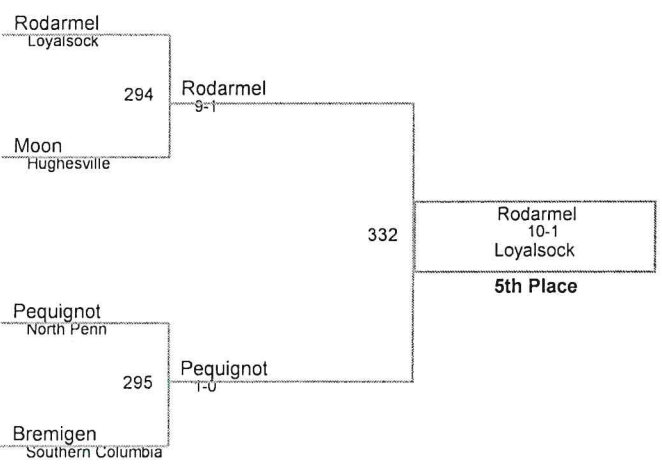 Rodarmel
Loyalsock
294
Rodarmel
9-1
Moon
Hughesville
332
Rodarmel
10-1
Loyalsock
5th Place
Pequignot
North Penn
295
Pequignot
1-0
Bremigen
Southern Columbia